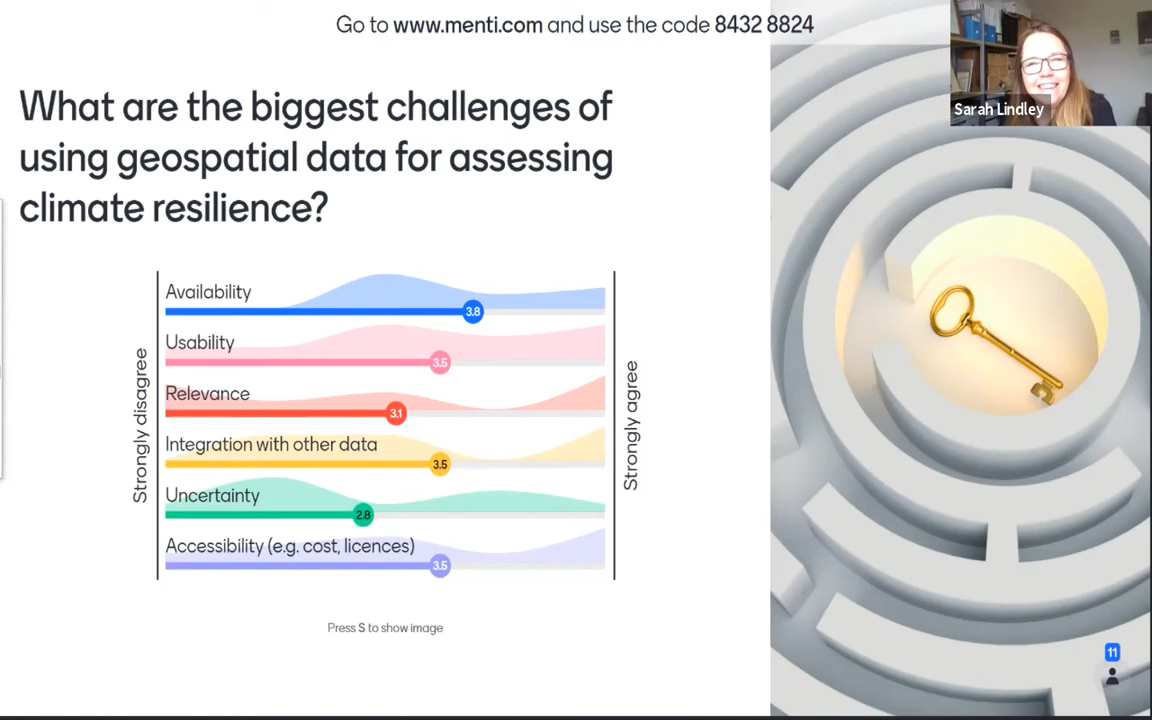 Go to www.menti.com and use the code 8432 8824
Sarah Lindley
What are the biggest challenges of
using geospatial data for assessing
climate resilience?
Strongly disagree
Availability
3.8
Usability
3.5
Relevance
3.1
Integration with other data
3.5
Uncertainty
2.8
Accessibility (e.g. cost, licences)
3.5
Strongly agree
Press S to show image
11